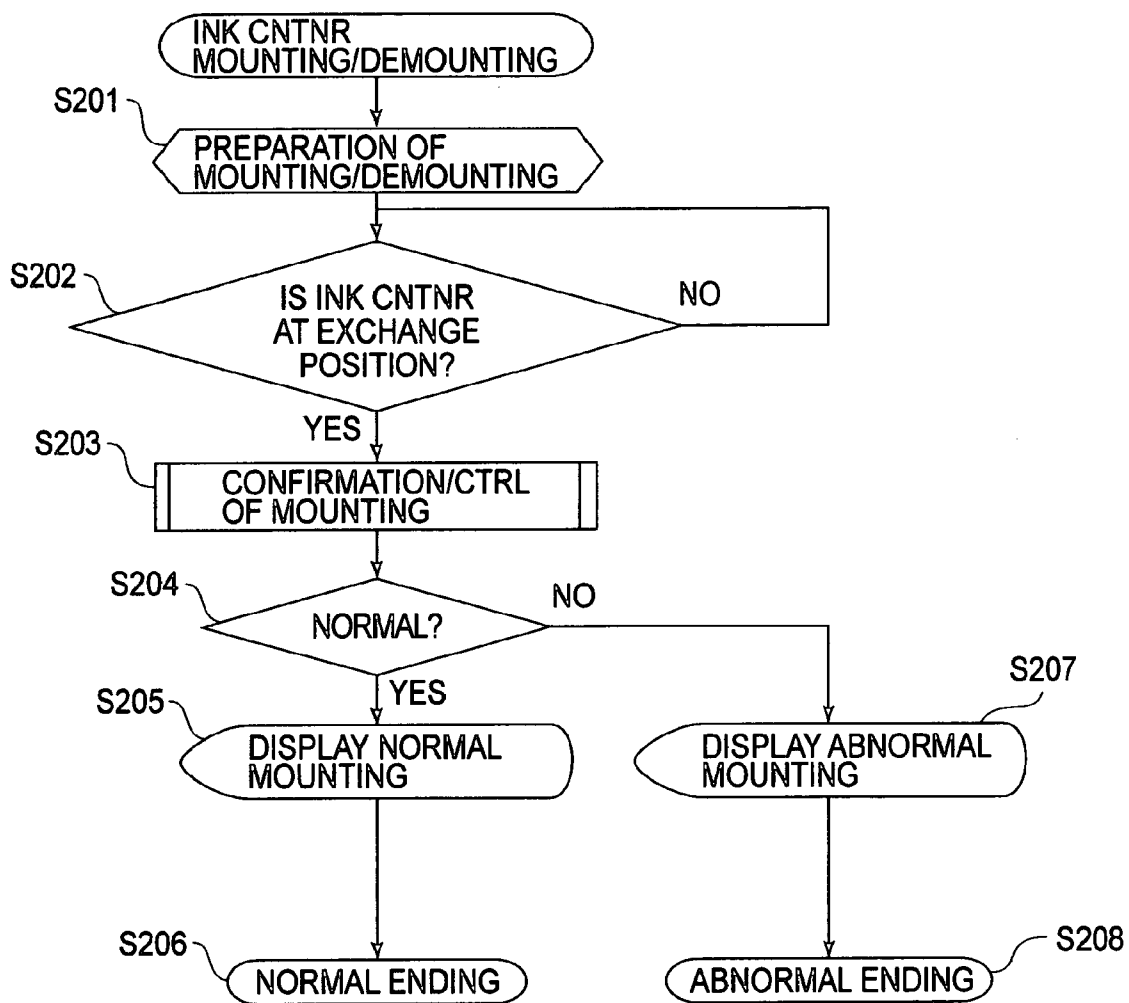 INK CNTNR
MOUNTING/DEMOUNTING
S201
PREPARATION OF
MOUNTING/DEMOUNTING
S202
IS INK CNTNR
AT EXCHANGE
POSITION?
NO
YES
S203
CONFIRMATION/CTRL
OF MOUNTING
S204
NORMAL?
NO
YES
S205
DISPLAY NORMAL
MOUNTING
S207
DISPLAY ABNORMAL
MOUNTING
S206
NORMAL ENDING
S208
ABNORMAL ENDING